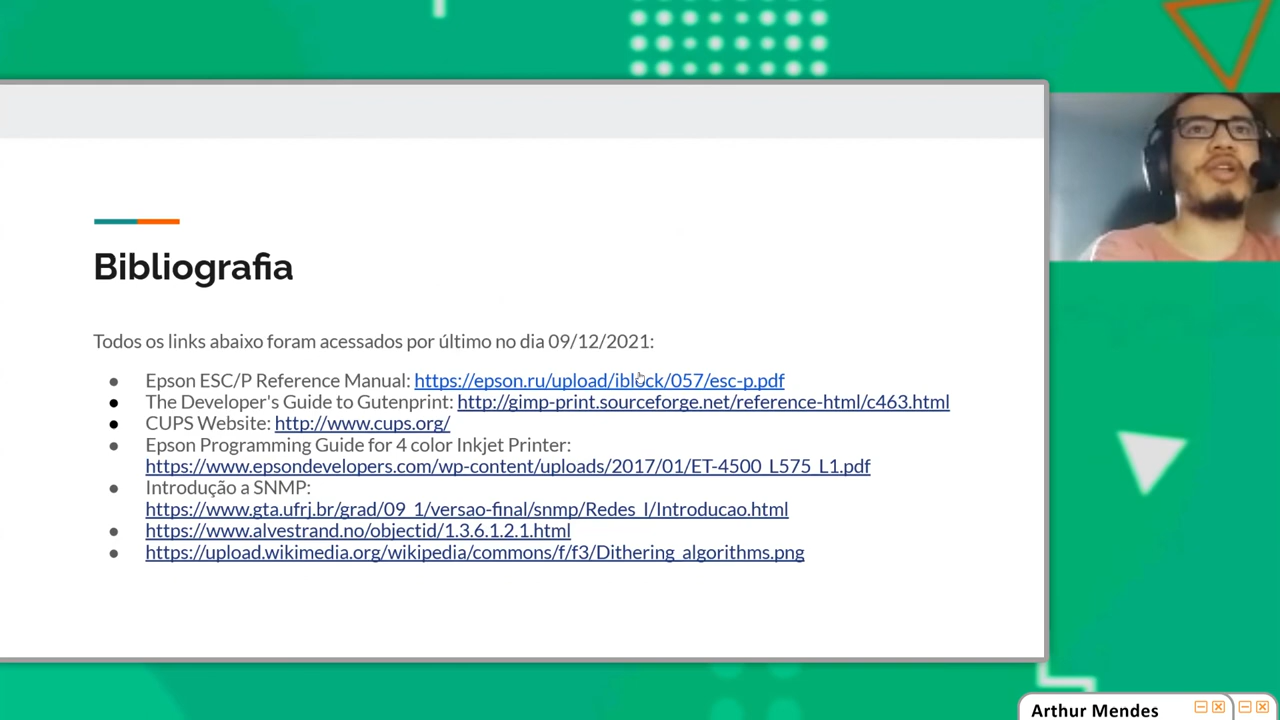 Bibliografia
Todos os links abaixo foram acessados por último no dia 09/12/2021:
● Epson ESC/P Reference Manual: https://epson.ru/upload/iblock/057/esc-p.pdf
● The Developer's Guide to Gutenprint: http://gimp-print.sourceforge.net/reference-html/c463.html
● CUPS Website: http://www.cups.org/
● Epson Programming Guide for 4 color Inkjet Printer:
https://www.epsondevelopers.com/wp-content/uploads/2017/01/ET-4500_L575_L1.pdf
● Introdução a SNMP:
https://www.gta.ufrj.br/grad/09_1/versao-final/snmp/Redes_I/Introducao.html
● https://www.alvestrand.no/objectid/1.3.6.1.2.1.html
● https://upload.wikimedia.org/wikipedia/commons/f/f3/Dithering_algorithms.png
Arthur Mendes